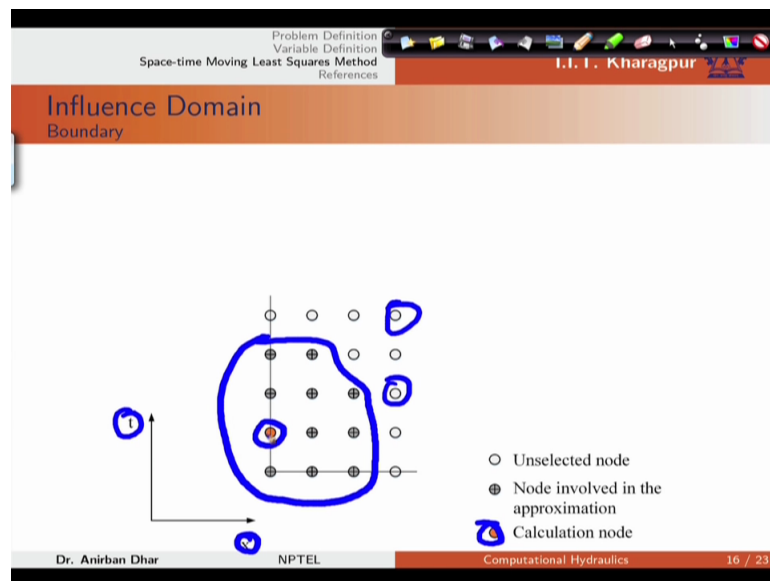 Problem Definition
Variable Definition
Space-time Moving Least Squares Method
References
I.I.T. Kharagpur
Influence Domain
Boundary
t
x
Unselected node
Node involved in the
approximation
Calculation node
Dr. Anirban Dhar
NPTEL
Computational Hydraulics
16 / 23